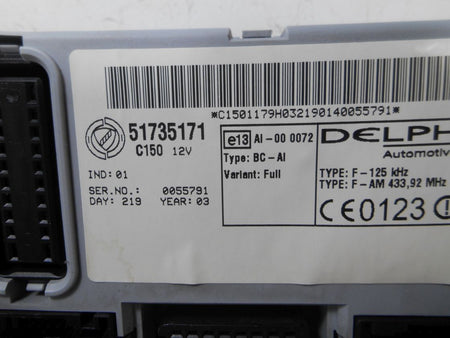 *C1501179H032190140055791*
51735171
C150 12V
IND: 01
SER.NO.: 0055791
DAY: 219 YEAR: 03
e13 AI-00 0072
Type: BC-AI
Variant: Full
DELPH
Automotiv
TYPE: F-125 kHz
TYPE: F-AM 433,92 MHz
CE0123